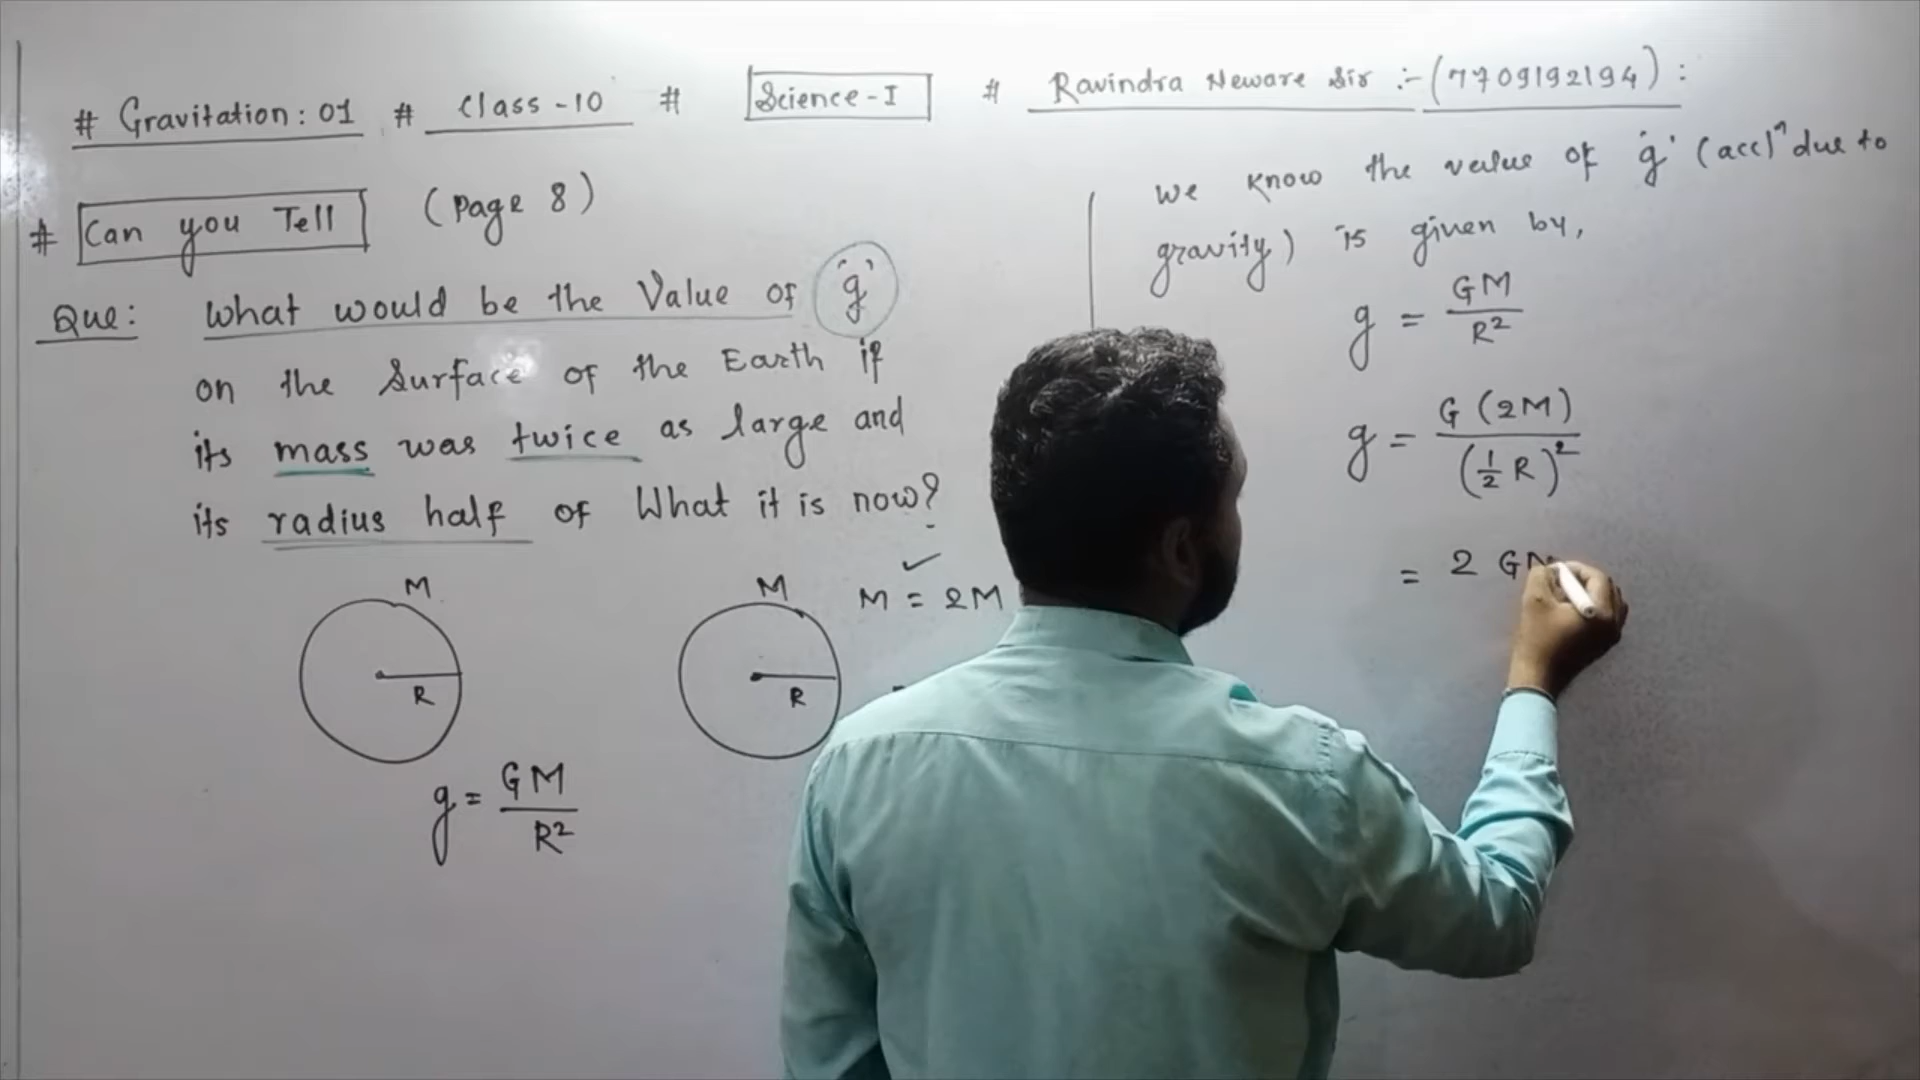 # Gravitation: 01 # Class-10 # Science-I # Ravindra Neware Sir :- (7709192194) :
# Can you Tell (Page 8)
Que: What would be the Value of 'g'
on the Surface of the Earth if
its mass was twice as large and
its radius half of What it is now?
M
R
M
R
M = 2M
g = GM
R²
We know the value of 'g' (acc)ⁿ due to
gravity) is given by,
g = GM
R²
g = G (2M)
(½ R)²
= 2 G